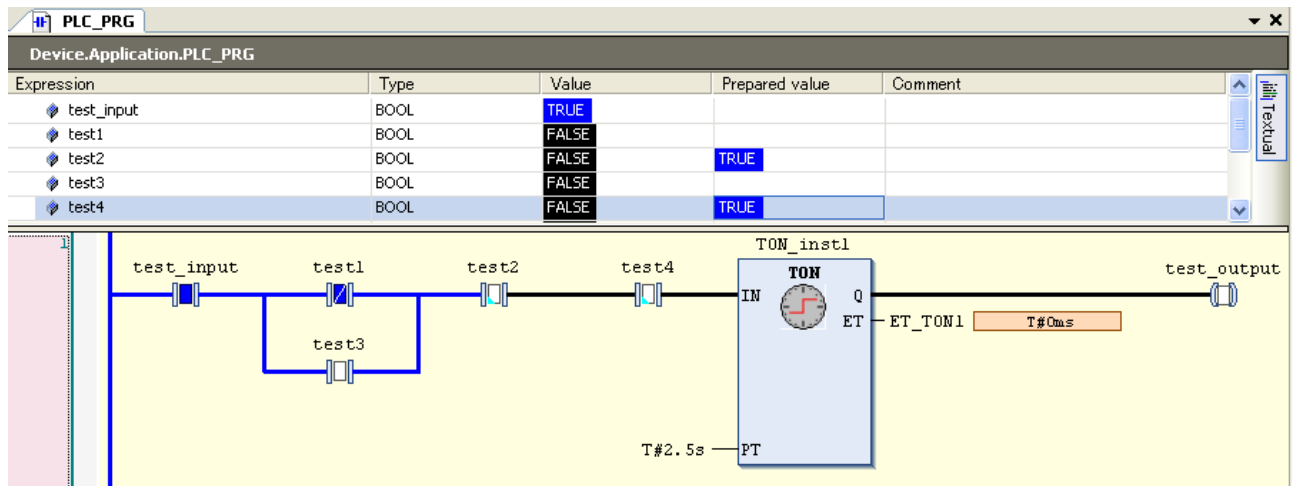 PLC_PRG
Device.Application.PLC_PRG
Expression Type Value Prepared value Comment
test_input BOOL TRUE
test1 BOOL FALSE
test2 BOOL FALSE TRUE
test3 BOOL FALSE
test4 BOOL FALSE TRUE
Textual
1
TON_inst1
test_input test1 test2 test4 TON test_output
IN Q
ET ET_TON1 T#0ms
test3
T#2.5s PT